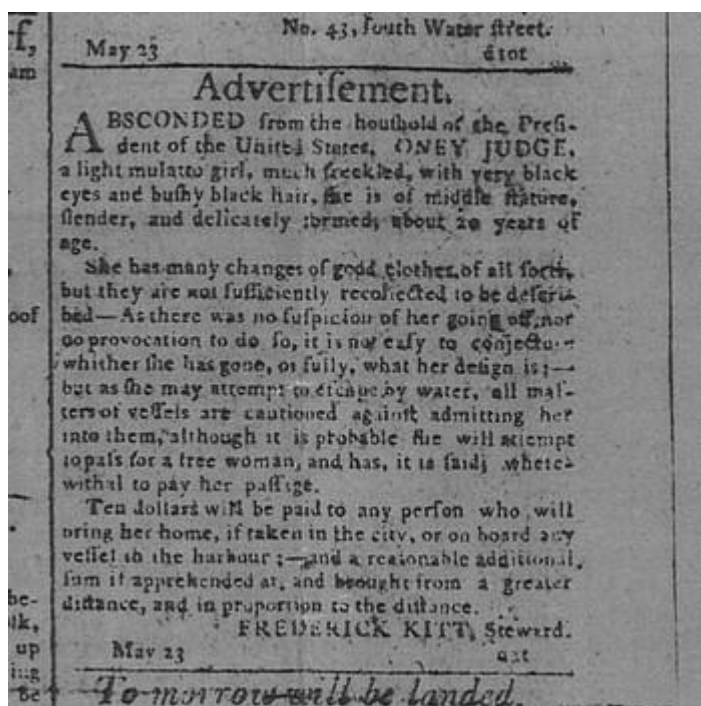 No. 43, ſouth Water ſtreet.
May 23 dtot
Advertiſement.
ABSCONDED from the houſhold of the Preſi-
dent of the United States, ONEY JUDGE,
a light mulatto girl, much freckled, with very black
eyes and buſhy black hair, ſhe is of middle ſtature,
ſlender, and delicately formed, about 20 years of
age.
She has many changes of good clothes of all ſorts,
but they are not ſufficiently recollected to be deſcri-
bed—As there was no ſuſpicion of her going off, nor
no provocation to do ſo, it is not eaſy to conjecture
whither ſhe has gone, or fully, what her deſign is;—
but as ſhe may attempt to eſcape by water, all maſ-
ters of veſſels are cautioned againſt admitting her
into them, although it is probable ſhe will attempt
to paſs for a free woman, and has, it is ſaid, where-
withal to pay her paſſage.
Ten dollars will be paid to any perſon who will
bring her home, if taken in the city, or on board any
veſſel in the harbour;—and a reaſonable additional
ſum if apprehended at, and brought from a greater
diſtance, and in proportion to the diſtance.
FREDERICK KITT, Steward.
May 23
To-morrow will be landed,